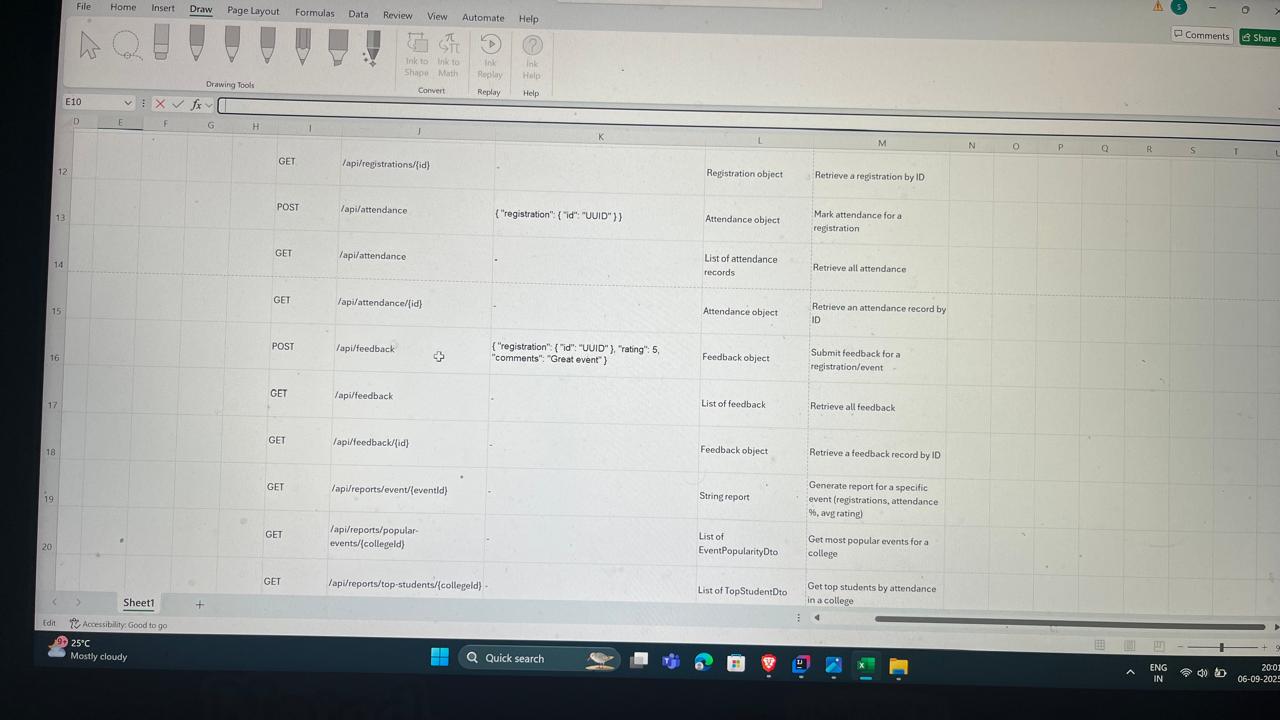 File Home Insert Draw Page Layout Formulas Data Review View Automate Help
S
Comments Share
Ink to Shape
Ink to Math
Ink Replay
Ink Help
Drawing Tools Convert Replay Help
E10 fx
D E F G H I J K L M N O P Q R S T
12 GET /api/registrations/{id} - Registration object Retrieve a registration by ID
13 POST /api/attendance { "registration": { "id": "UUID" } } Attendance object Mark attendance for a
registration
14 GET /api/attendance - List of attendance
records Retrieve all attendance
15 GET /api/attendance/{id} - Attendance object Retrieve an attendance record by
ID
16 POST /api/feedback { "registration": { "id": "UUID" }, "rating": 5,
"comments": "Great event" } Feedback object Submit feedback for a
registration/event
17 GET /api/feedback - List of feedback Retrieve all feedback
18 GET /api/feedback/{id} - Feedback object Retrieve a feedback record by ID
19 GET /api/reports/event/{eventId} - String report Generate report for a specific
event (registrations, attendance
%, avg rating)
20 GET /api/reports/popular-
events/{collegeId} - List of
EventPopularityDto Get most popular events for a
college
GET /api/reports/top-students/{collegeId} - List of TopStudentDto Get top students by attendance
in a college
Sheet1 +
Edit Accessibility: Good to go
9+ 25°C
Mostly cloudy
Quick search
ENG
IN
20:01
06-09-2025